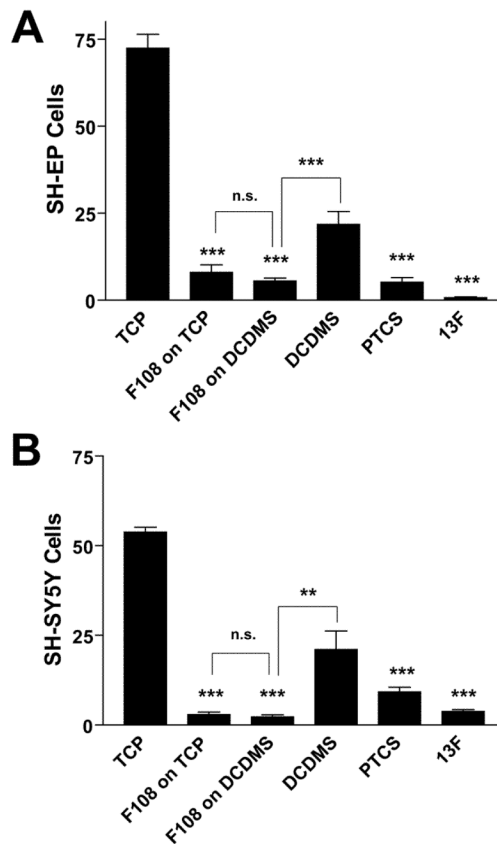 A
SH-EP Cells
75
50
25
0
***
n.s.
***
***
***
***
TCP
F108 on TCP
F108 on DCDMS
DCDMS
PTCS
13F
B
SH-SY5Y Cells
75
50
25
0
**
n.s.
***
***
***
***
TCP
F108 on TCP
F108 on DCDMS
DCDMS
PTCS
13F